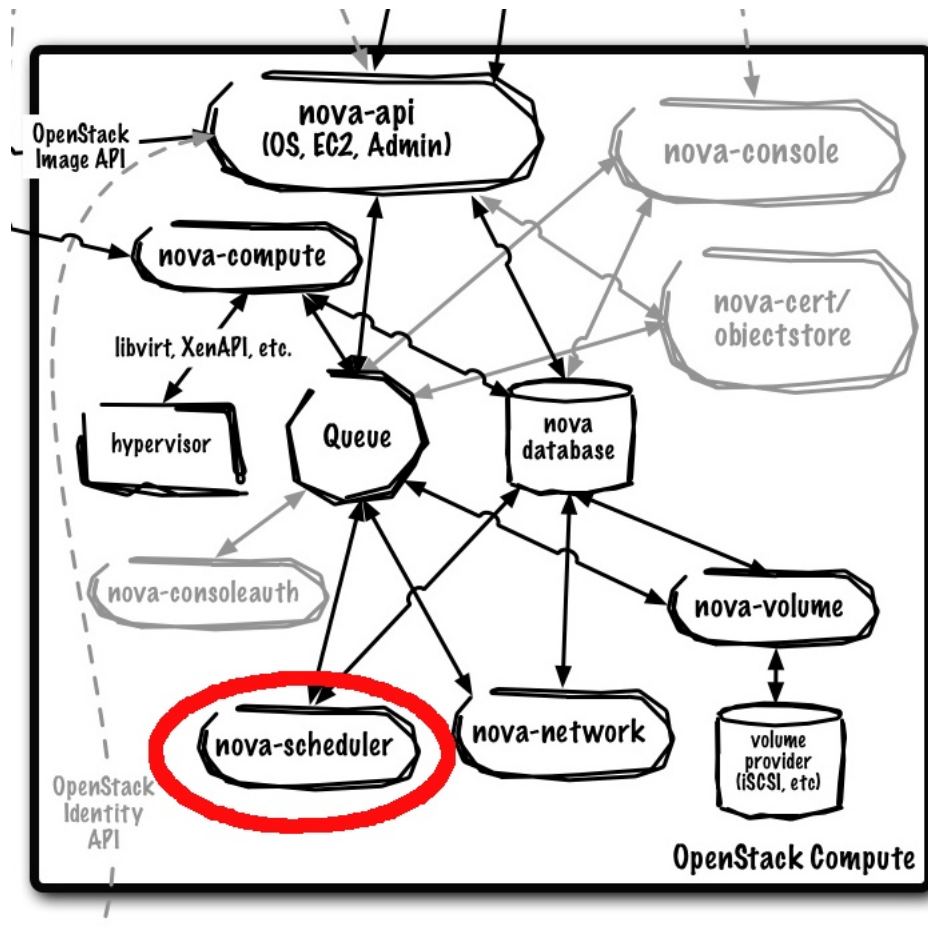 nova-api
(OS, EC2, Admin)
OpenStack
Image API
nova-console
nova-compute
nova-cert/
objectstore
libvirt, XenAPI, etc.
hypervisor
Queue
nova
database
nova-consoleauth
nova-volume
nova-scheduler
nova-network
volume
provider
(iSCSI, etc)
OpenStack
Identity
API
OpenStack Compute